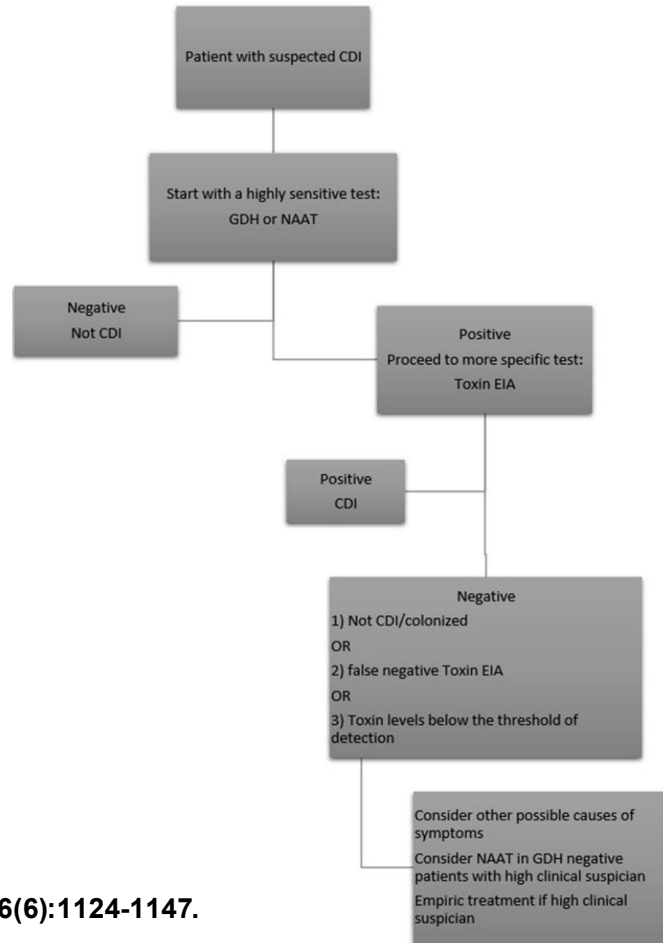 Patient with suspected CDI
Start with a highly sensitive test:
GDH or NAAT
Negative
Not CDI
Positive
Proceed to more specific test:
Toxin EIA
Positive
CDI
Negative
1) Not CDI/colonized
OR
2) false negative Toxin EIA
OR
3) Toxin levels below the threshold of
detection
Consider other possible causes of
symptoms
Consider NAAT in GDH negative
patients with high clinical suspician
Empiric treatment if high clinical
suspician
6(6):1124-1147.